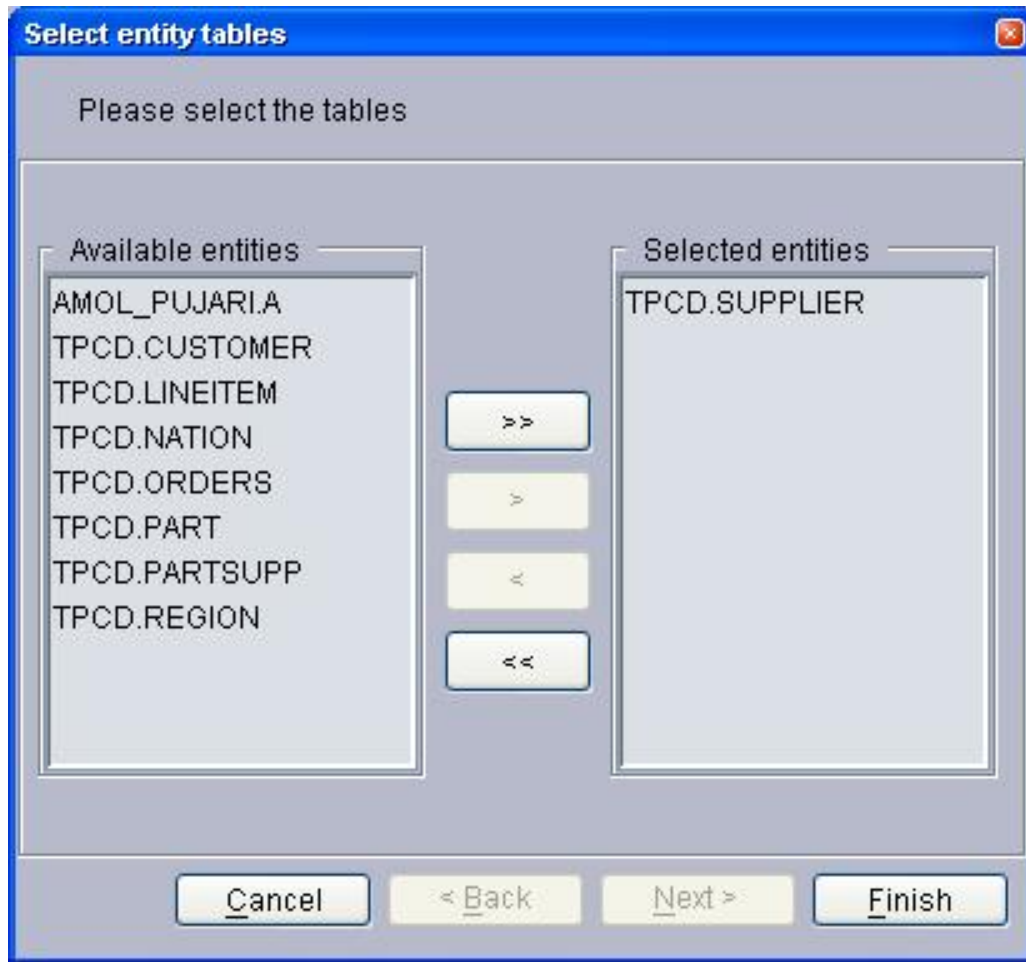 Select entity tables
Please select the tables
Available entities
AMOL_PUJARI.A
TPCD.CUSTOMER
TPCD.LINEITEM
TPCD.NATION
TPCD.ORDERS
TPCD.PART
TPCD.PARTSUPP
TPCD.REGION
>>
>
<
<<
Selected entities
TPCD.SUPPLIER
Cancel
< Back
Next >
Finish